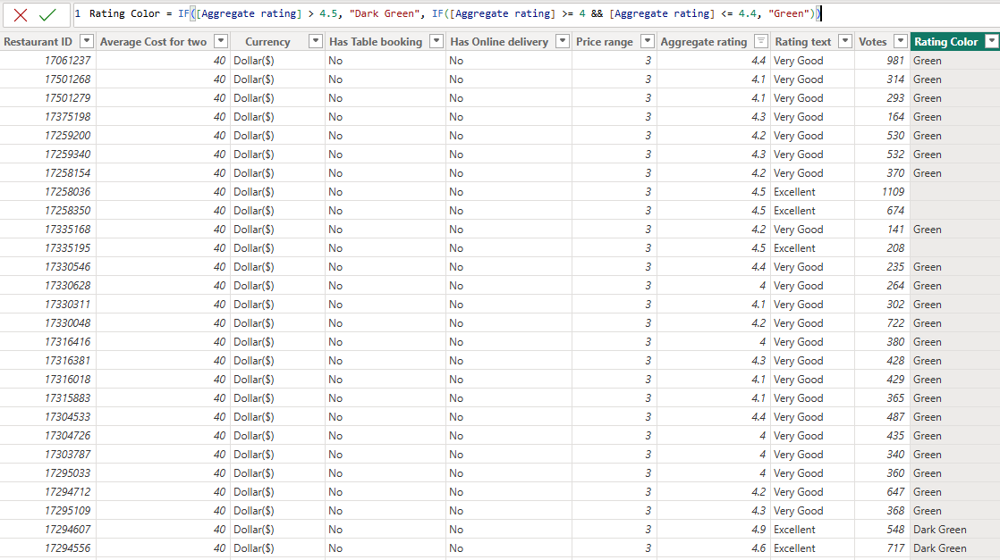 1 Rating Color = IF([Aggregate rating] > 4.5, "Dark Green", IF([Aggregate rating] >= 4 && [Aggregate rating] <= 4.4, "Green"))
Restaurant ID Average Cost for two Currency Has Table booking Has Online delivery Price range Aggregate rating Rating text Votes Rating Color
17061237 40 Dollar($) No No 3 4.4 Very Good 981 Green
17501268 40 Dollar($) No No 3 4.1 Very Good 314 Green
17501279 40 Dollar($) No No 3 4.1 Very Good 293 Green
17375198 40 Dollar($) No No 3 4.3 Very Good 164 Green
17259200 40 Dollar($) No No 3 4.2 Very Good 530 Green
17259340 40 Dollar($) No No 3 4.3 Very Good 532 Green
17258154 40 Dollar($) No No 3 4.2 Very Good 370 Green
17258036 40 Dollar($) No No 3 4.5 Excellent 1109
17258350 40 Dollar($) No No 3 4.5 Excellent 674
17335168 40 Dollar($) No No 3 4.2 Very Good 141 Green
17335195 40 Dollar($) No No 3 4.5 Excellent 208
17330546 40 Dollar($) No No 3 4.4 Very Good 235 Green
17330628 40 Dollar($) No No 3 4 Very Good 264 Green
17330311 40 Dollar($) No No 3 4.1 Very Good 302 Green
17330048 40 Dollar($) No No 3 4.2 Very Good 722 Green
17316416 40 Dollar($) No No 3 4 Very Good 380 Green
17316381 40 Dollar($) No No 3 4.3 Very Good 428 Green
17316018 40 Dollar($) No No 3 4.1 Very Good 429 Green
17315883 40 Dollar($) No No 3 4.1 Very Good 365 Green
17304533 40 Dollar($) No No 3 4.4 Very Good 487 Green
17304726 40 Dollar($) No No 3 4 Very Good 435 Green
17303787 40 Dollar($) No No 3 4 Very Good 340 Green
17295033 40 Dollar($) No No 3 4 Very Good 360 Green
17294712 40 Dollar($) No No 3 4.2 Very Good 647 Green
17295109 40 Dollar($) No No 3 4.3 Very Good 368 Green
17294607 40 Dollar($) No No 3 4.9 Excellent 548 Dark Green
17294556 40 Dollar($) No No 3 4.6 Excellent 717 Dark Green